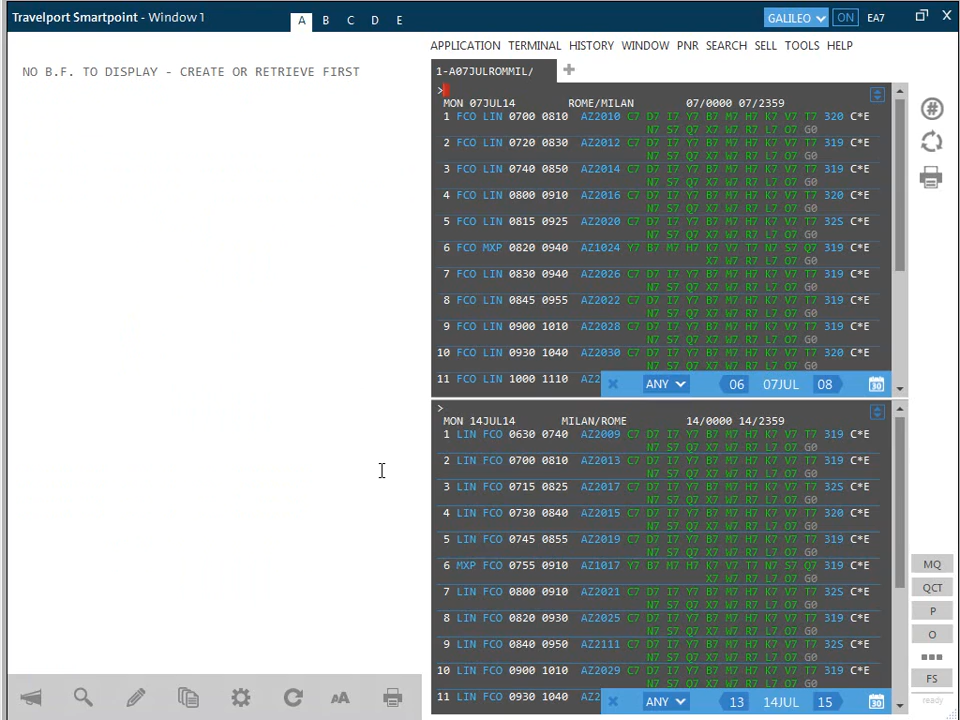 Travelport Smartpoint - Window 1
A B C D E
GALILEO ON EA7
APPLICATION TERMINAL HISTORY WINDOW PNR SEARCH SELL TOOLS HELP
NO B.F. TO DISPLAY - CREATE OR RETRIEVE FIRST
1-A07JULROMMIL/
>
MON 07JUL14 ROME/MILAN 07/0000 07/2359
1 FCO LIN 0700 0810 AZ2010 C7 D7 I7 Y7 B7 M7 H7 K7 V7 T7 320 C*E
N7 S7 Q7 X7 W7 R7 L7 O7 G0
2 FCO LIN 0720 0830 AZ2012 C7 D7 I7 Y7 B7 M7 H7 K7 V7 T7 319 C*E
N7 S7 Q7 X7 W7 R7 L7 O7 G0
3 FCO LIN 0740 0850 AZ2014 C7 D7 I7 Y7 B7 M7 H7 K7 V7 T7 319 C*E
N7 S7 Q7 X7 W7 R7 L7 O7 G0
4 FCO LIN 0800 0910 AZ2016 C7 D7 I7 Y7 B7 M7 H7 K7 V7 T7 320 C*E
N7 S7 Q7 X7 W7 R7 L7 O7 G0
5 FCO LIN 0815 0925 AZ2020 C7 D7 I7 Y7 B7 M7 H7 K7 V7 T7 32S C*E
N7 S7 Q7 X7 W7 R7 L7 O7 G0
6 FCO MXP 0820 0940 AZ1024 Y7 B7 M7 H7 K7 V7 T7 N7 S7 Q7 319 C*E
X7 W7 R7 L7 O7 G0
7 FCO LIN 0830 0940 AZ2026 C7 D7 I7 Y7 B7 M7 H7 K7 V7 T7 319 C*E
N7 S7 Q7 X7 W7 R7 L7 O7 G0
8 FCO LIN 0845 0955 AZ2022 C7 D7 I7 Y7 B7 M7 H7 K7 V7 T7 319 C*E
N7 S7 Q7 X7 W7 R7 L7 O7 G0
9 FCO LIN 0900 1010 AZ2028 C7 D7 I7 Y7 B7 M7 H7 K7 V7 T7 319 C*E
N7 S7 Q7 X7 W7 R7 L7 O7 G0
10 FCO LIN 0930 1040 AZ2030 C7 D7 I7 Y7 B7 M7 H7 K7 V7 T7 320 C*E
N7 S7 Q7 X7 W7 R7 L7 O7 G0
11 FCO LIN 1000 1110 AZ2
ANY 06 07JUL 08
>
MON 14JUL14 MILAN/ROME 14/0000 14/2359
1 LIN FCO 0630 0740 AZ2009 C7 D7 I7 Y7 B7 M7 H7 K7 V7 T7 319 C*E
N7 S7 Q7 X7 W7 R7 L7 O7 G0
2 LIN FCO 0700 0810 AZ2013 C7 D7 I7 Y7 B7 M7 H7 K7 V7 T7 319 C*E
N7 S7 Q7 X7 W7 R7 L7 O7 G0
3 LIN FCO 0715 0825 AZ2017 C7 D7 I7 Y7 B7 M7 H7 K7 V7 T7 32S C*E
N7 S7 Q7 X7 W7 R7 L7 O7 G0
4 LIN FCO 0730 0840 AZ2015 C7 D7 I7 Y7 B7 M7 H7 K7 V7 T7 320 C*E
N7 S7 Q7 X7 W7 R7 L7 O7 G0
5 LIN FCO 0745 0855 AZ2019 C7 D7 I7 Y7 B7 M7 H7 K7 V7 T7 319 C*E
N7 S7 Q7 X7 W7 R7 L7 O7 G0
6 MXP FCO 0755 0910 AZ1017 Y7 B7 M7 H7 K7 V7 T7 N7 S7 Q7 319 C*E
X7 W7 R7 L7 O7 G0
7 LIN FCO 0800 0910 AZ2021 C7 D7 I7 Y7 B7 M7 H7 K7 V7 T7 32S C*E
N7 S7 Q7 X7 W7 R7 L7 O7 G0
8 LIN FCO 0820 0930 AZ2025 C7 D7 I7 Y7 B7 M7 H7 K7 V7 T7 319 C*E
N7 S7 Q7 X7 W7 R7 L7 O7 G0
9 LIN FCO 0840 0950 AZ2111 C7 D7 I7 Y7 B7 M7 H7 K7 V7 T7 32S C*E
N7 S7 Q7 X7 W7 R7 L7 O7 G0
10 LIN FCO 0900 1010 AZ2029 C7 D7 I7 Y7 B7 M7 H7 K7 V7 T7 319 C*E
N7 S7 Q7 X7 W7 R7 L7 O7 G0
11 LIN FCO 0930 1040 AZ2
ANY 13 14JUL 15
MQ
QCT
P
O
FS
ready
AA